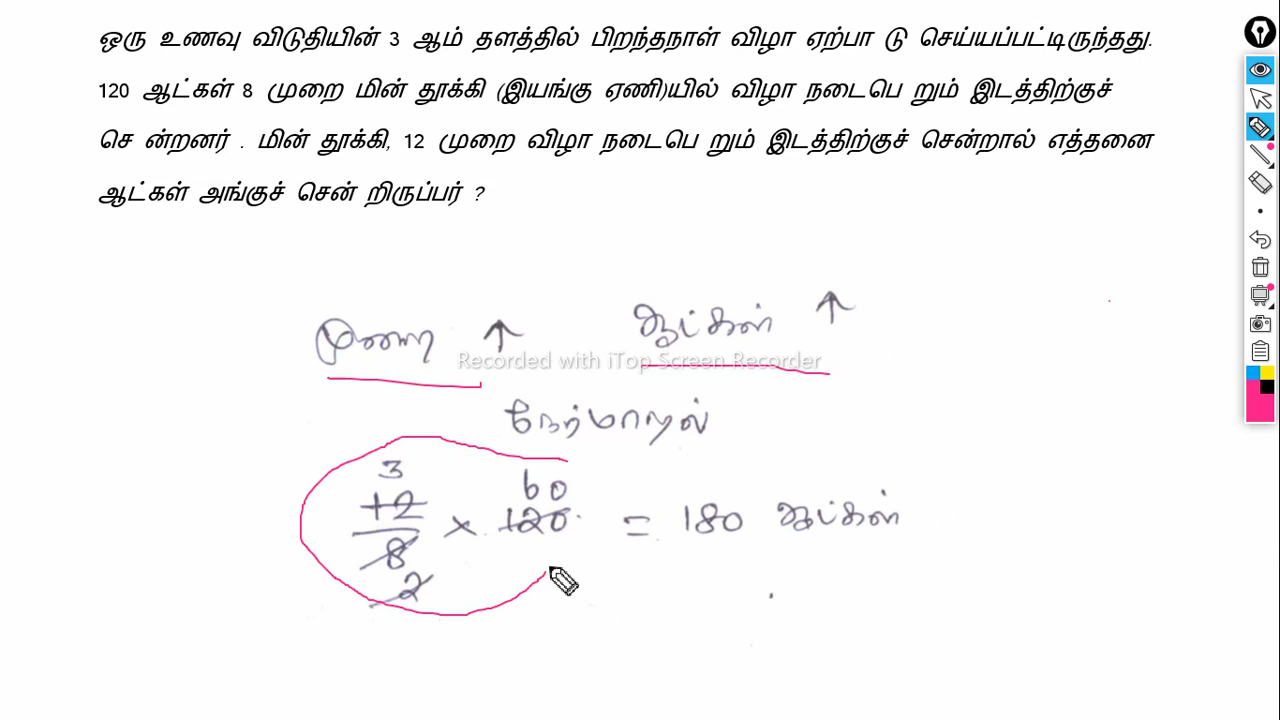 ஒரு உணவு விடுதியின் 3 ஆம் தளத்தில் பிறந்தநாள் விழா ஏற்பா டு செய்யப்பட்டிருந்தது.
120 ஆட்கள் 8 முறை மின் தூக்கி (இயங்கு ஏணி)யில் விழா நடைபெ றும் இடத்திற்குச்
செ ன்றனர் . மின் தூக்கி, 12 முறை விழா நடைபெ றும் இடத்திற்குச் சென்றால் எத்தனை
ஆட்கள் அங்குச் சென் றிருப்பர் ?
முறை ↑ ஆட்கள் ↑
Recorded with iTop Screen Recorder
நேர்மாறல்
3 60
12 × 120 = 180 ஆட்கள்
8
2